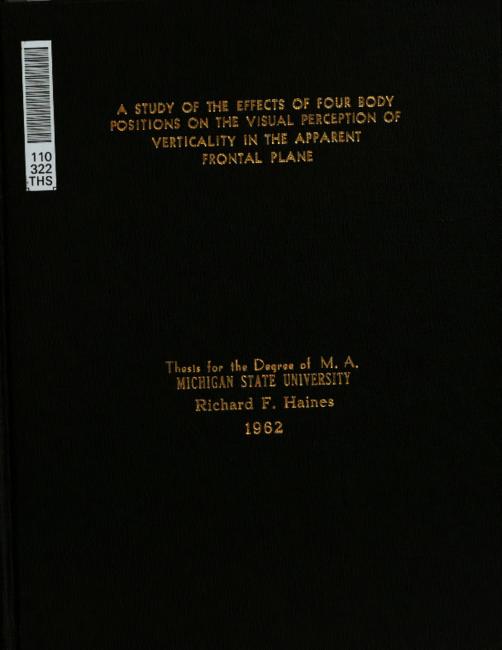 110
322
THS
A STUDY OF THE EFFECTS OF FOUR BODY
POSITIONS ON THE VISUAL PERCEPTION OF
VERTICALITY IN THE APPARENT
FRONTAL PLANE
Thesis for the Degree of M. A.
MICHIGAN STATE UNIVERSITY
Richard F. Haines
1962